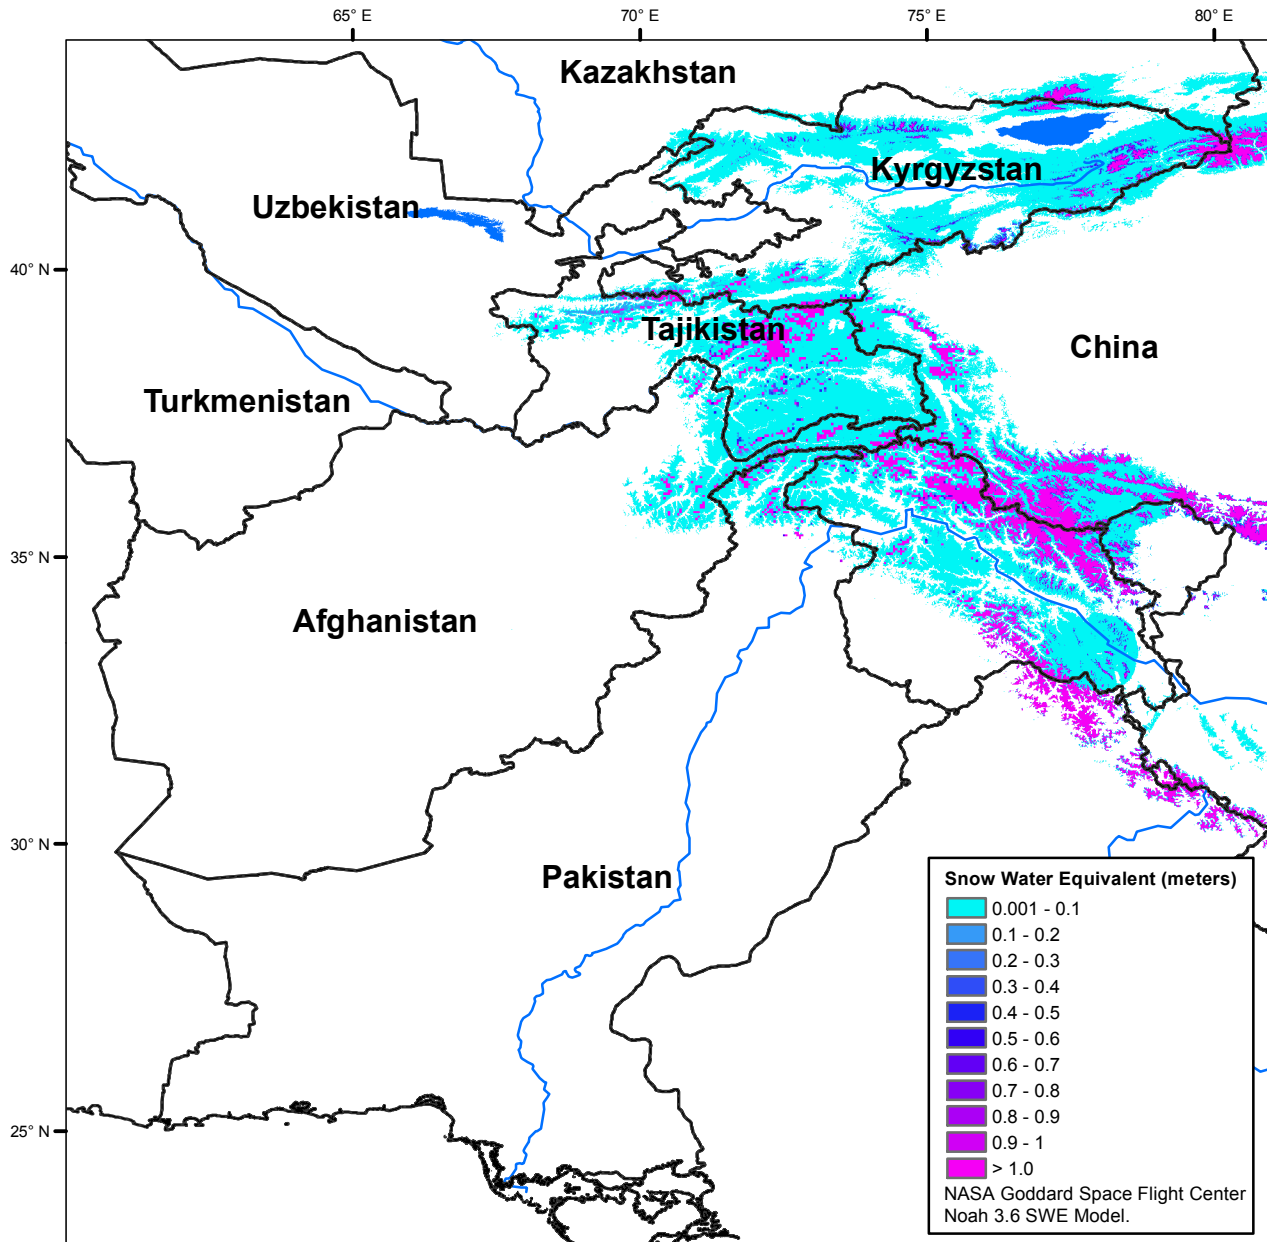 65° E
70° E
75° E
80° E
Kazakhstan
Kyrgyzstan
Uzbekistan
40° N
Tajikistan
China
Turkmenistan
35° N
Afghanistan
30° N
Pakistan
25° N
Snow Water Equivalent (meters)
0.001 - 0.1
0.1 - 0.2
0.2 - 0.3
0.3 - 0.4
0.4 - 0.5
0.5 - 0.6
0.6 - 0.7
0.7 - 0.8
0.8 - 0.9
0.9 - 1
> 1.0
NASA Goddard Space Flight Center
Noah 3.6 SWE Model.